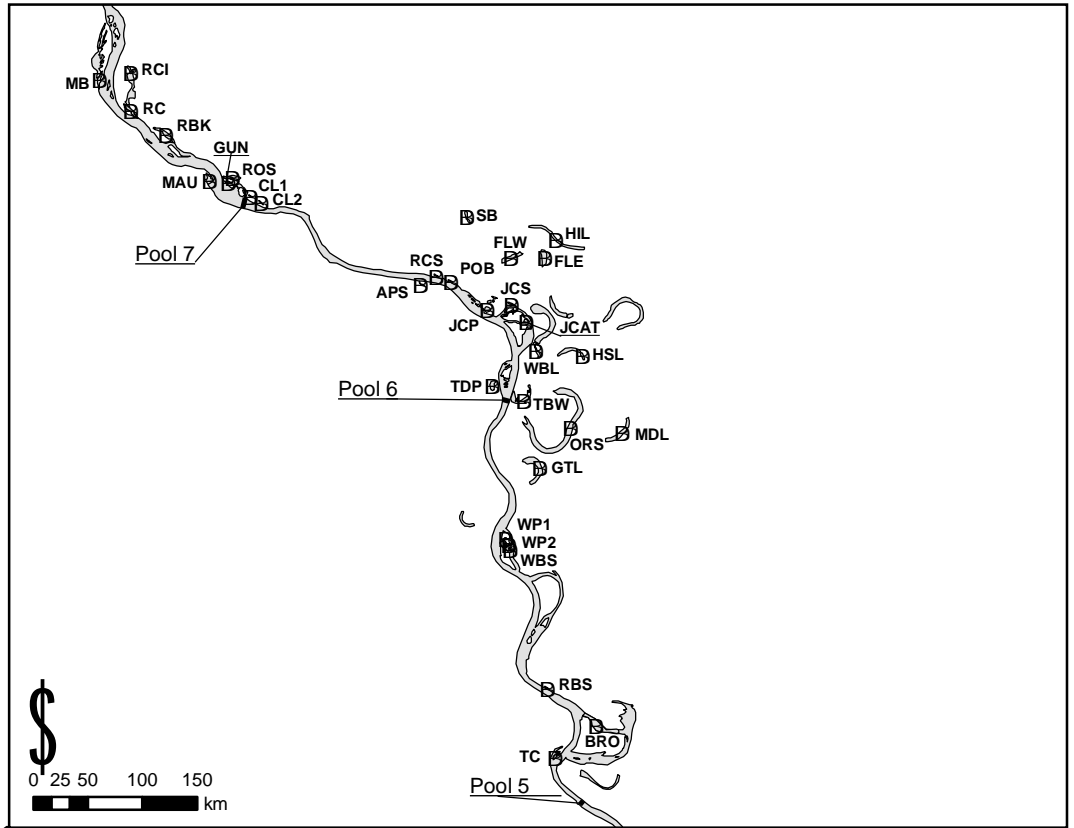 RCI
MB
RC
RBK
GUN
ROS
MAU
CL1
CL2
SB
HIL
Pool 7
FLW
FLE
RCS
POB
APS
JCS
JCP
JCAT
WBL
HSL
TDP
Pool 6
TBW
ORS
MDL
GTL
WP1
WP2
WBS
RBS
BRO
TC
0 25 50 100 150
km
Pool 5